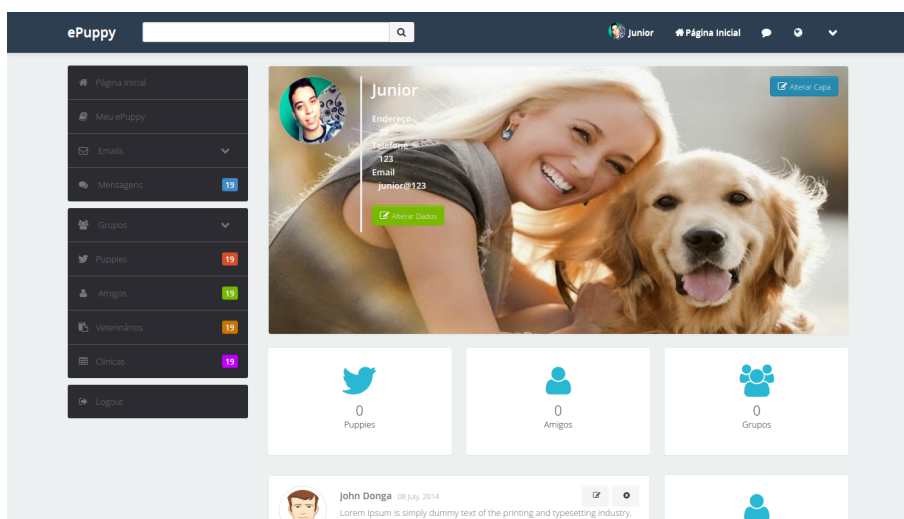 ePuppy
Junior
Página Inicial
Página Inicial
Meu ePuppy
Emails
Mensagens
19
Grupos
Puppies
19
Amigos
19
Veterinários
19
Clinicas
19
Logout
Junior
Endereço
Telefone
123
Email
junior@123
Alterar Dados
Alterar Capa
0
Puppies
0
Amigos
0
Grupos
John Donga 08 July, 2014
Lorem Ipsum is simply dummy text of the printing and typesetting industry.